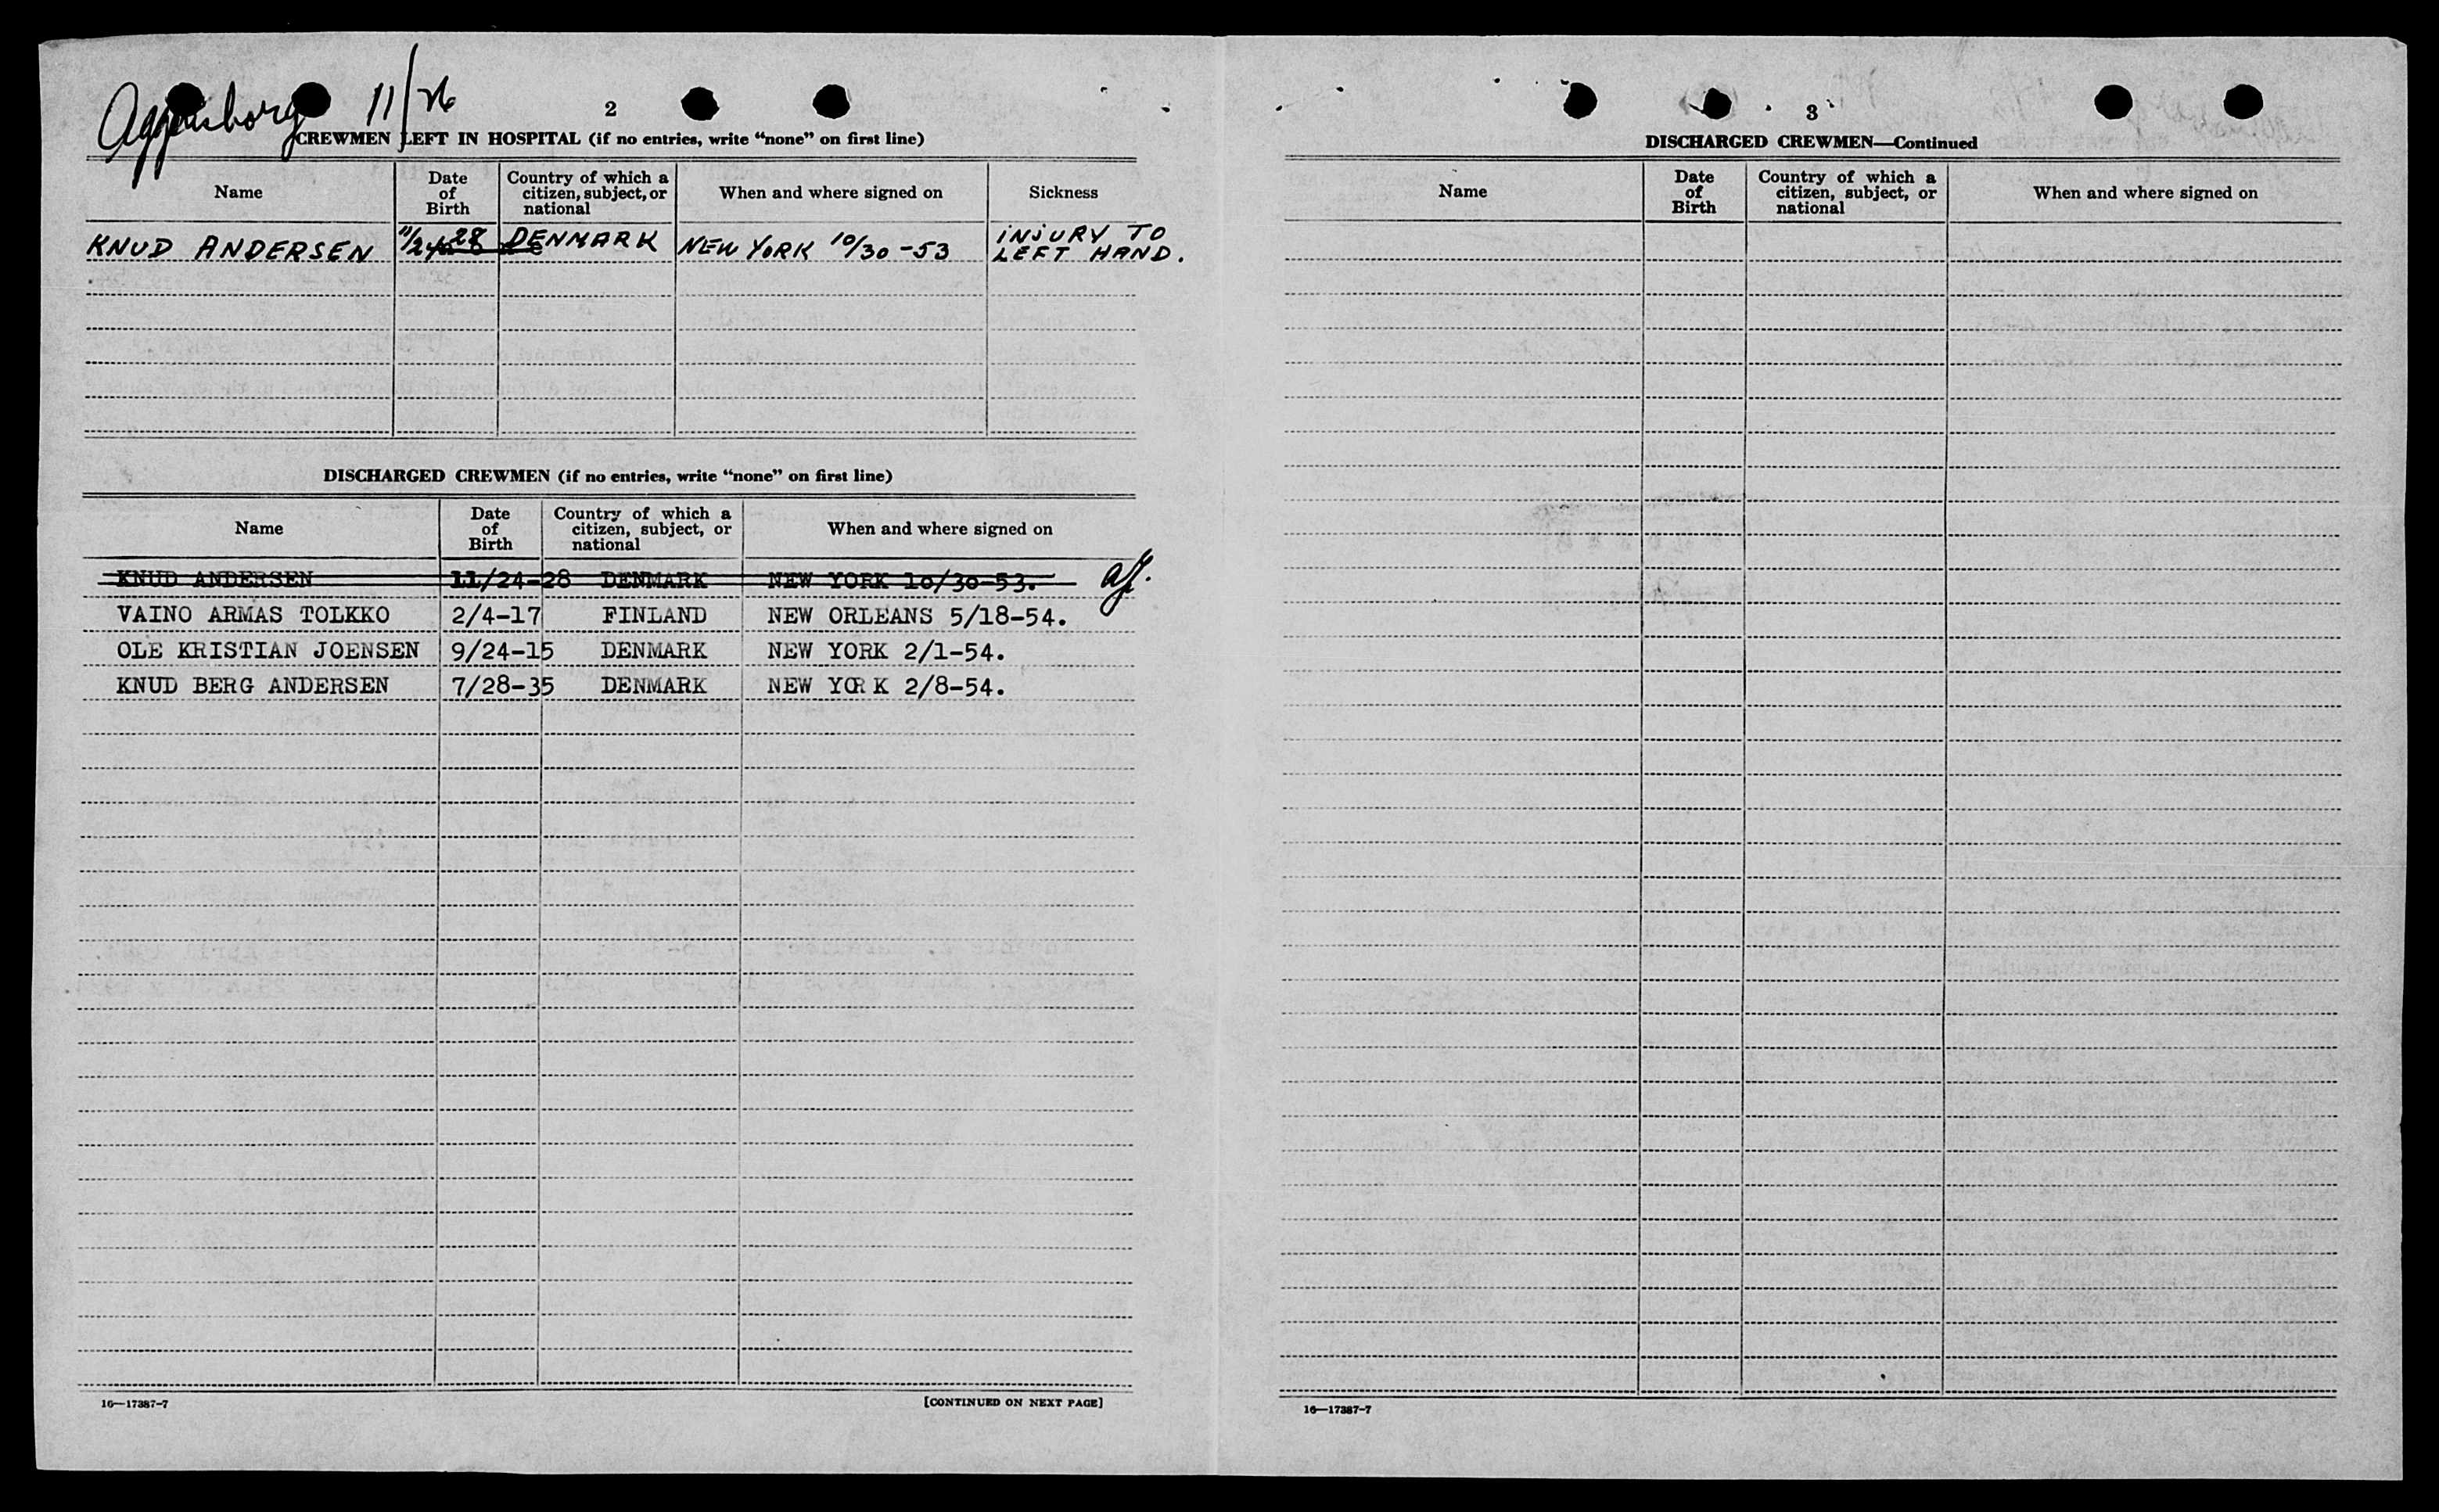 11/26
2
CREWMEN LEFT IN HOSPITAL (if no entries, write “none” on first line)
Name
Date of Birth
Country of which a citizen, subject, or national
When and where signed on
Sickness
KNUD ANDERSEN 11/24-28 DENMARK NEW YORK 10/30-53 INJURY TO LEFT HAND.
DISCHARGED CREWMEN (if no entries, write “none” on first line)
Name
Date of Birth
Country of which a citizen, subject, or national
When and where signed on
KNUD ANDERSEN 11/24-28 DENMARK NEW YORK 10/30-53.
VAINO ARMAS TOLKKO 2/4-17 FINLAND NEW ORLEANS 5/18-54.
OLE KRISTIAN JOENSEN 9/24-15 DENMARK NEW YORK 2/1-54.
KNUD BERG ANDERSEN 7/28-35 DENMARK NEW YORK 2/8-54.
16—17387-7
[CONTINUED ON NEXT PAGE]
3
DISCHARGED CREWMEN—Continued
Name
Date of Birth
Country of which a citizen, subject, or national
When and where signed on
16—17387-7